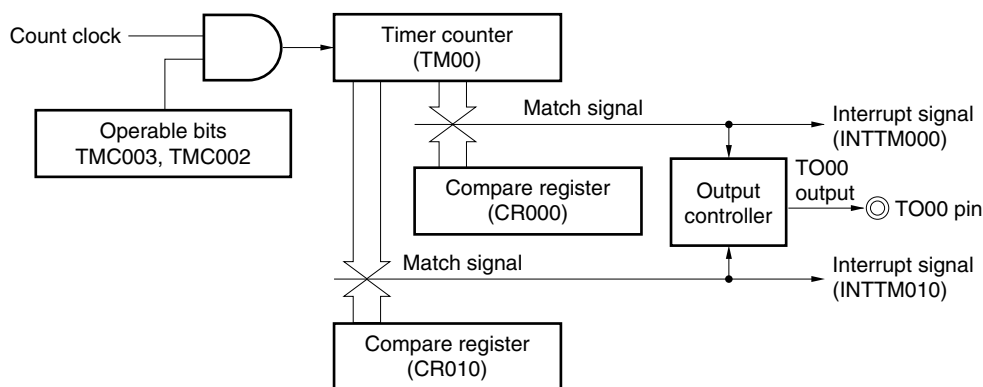 Count clock
Timer counter
(TM00)
Operable bits
TMC003, TMC002
Match signal
Interrupt signal
(INTTM000)
Compare register
(CR000)
Output
controller
TO00
output
TO00 pin
Match signal
Interrupt signal
(INTTM010)
Compare register
(CR010)